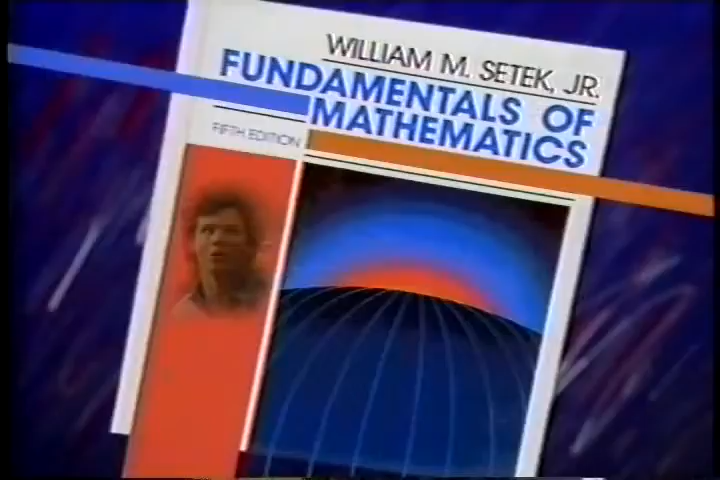 WILLIAM M. SETEK, JR.
FUNDAMENTALS OF
MATHEMATICS
FIFTH EDITION